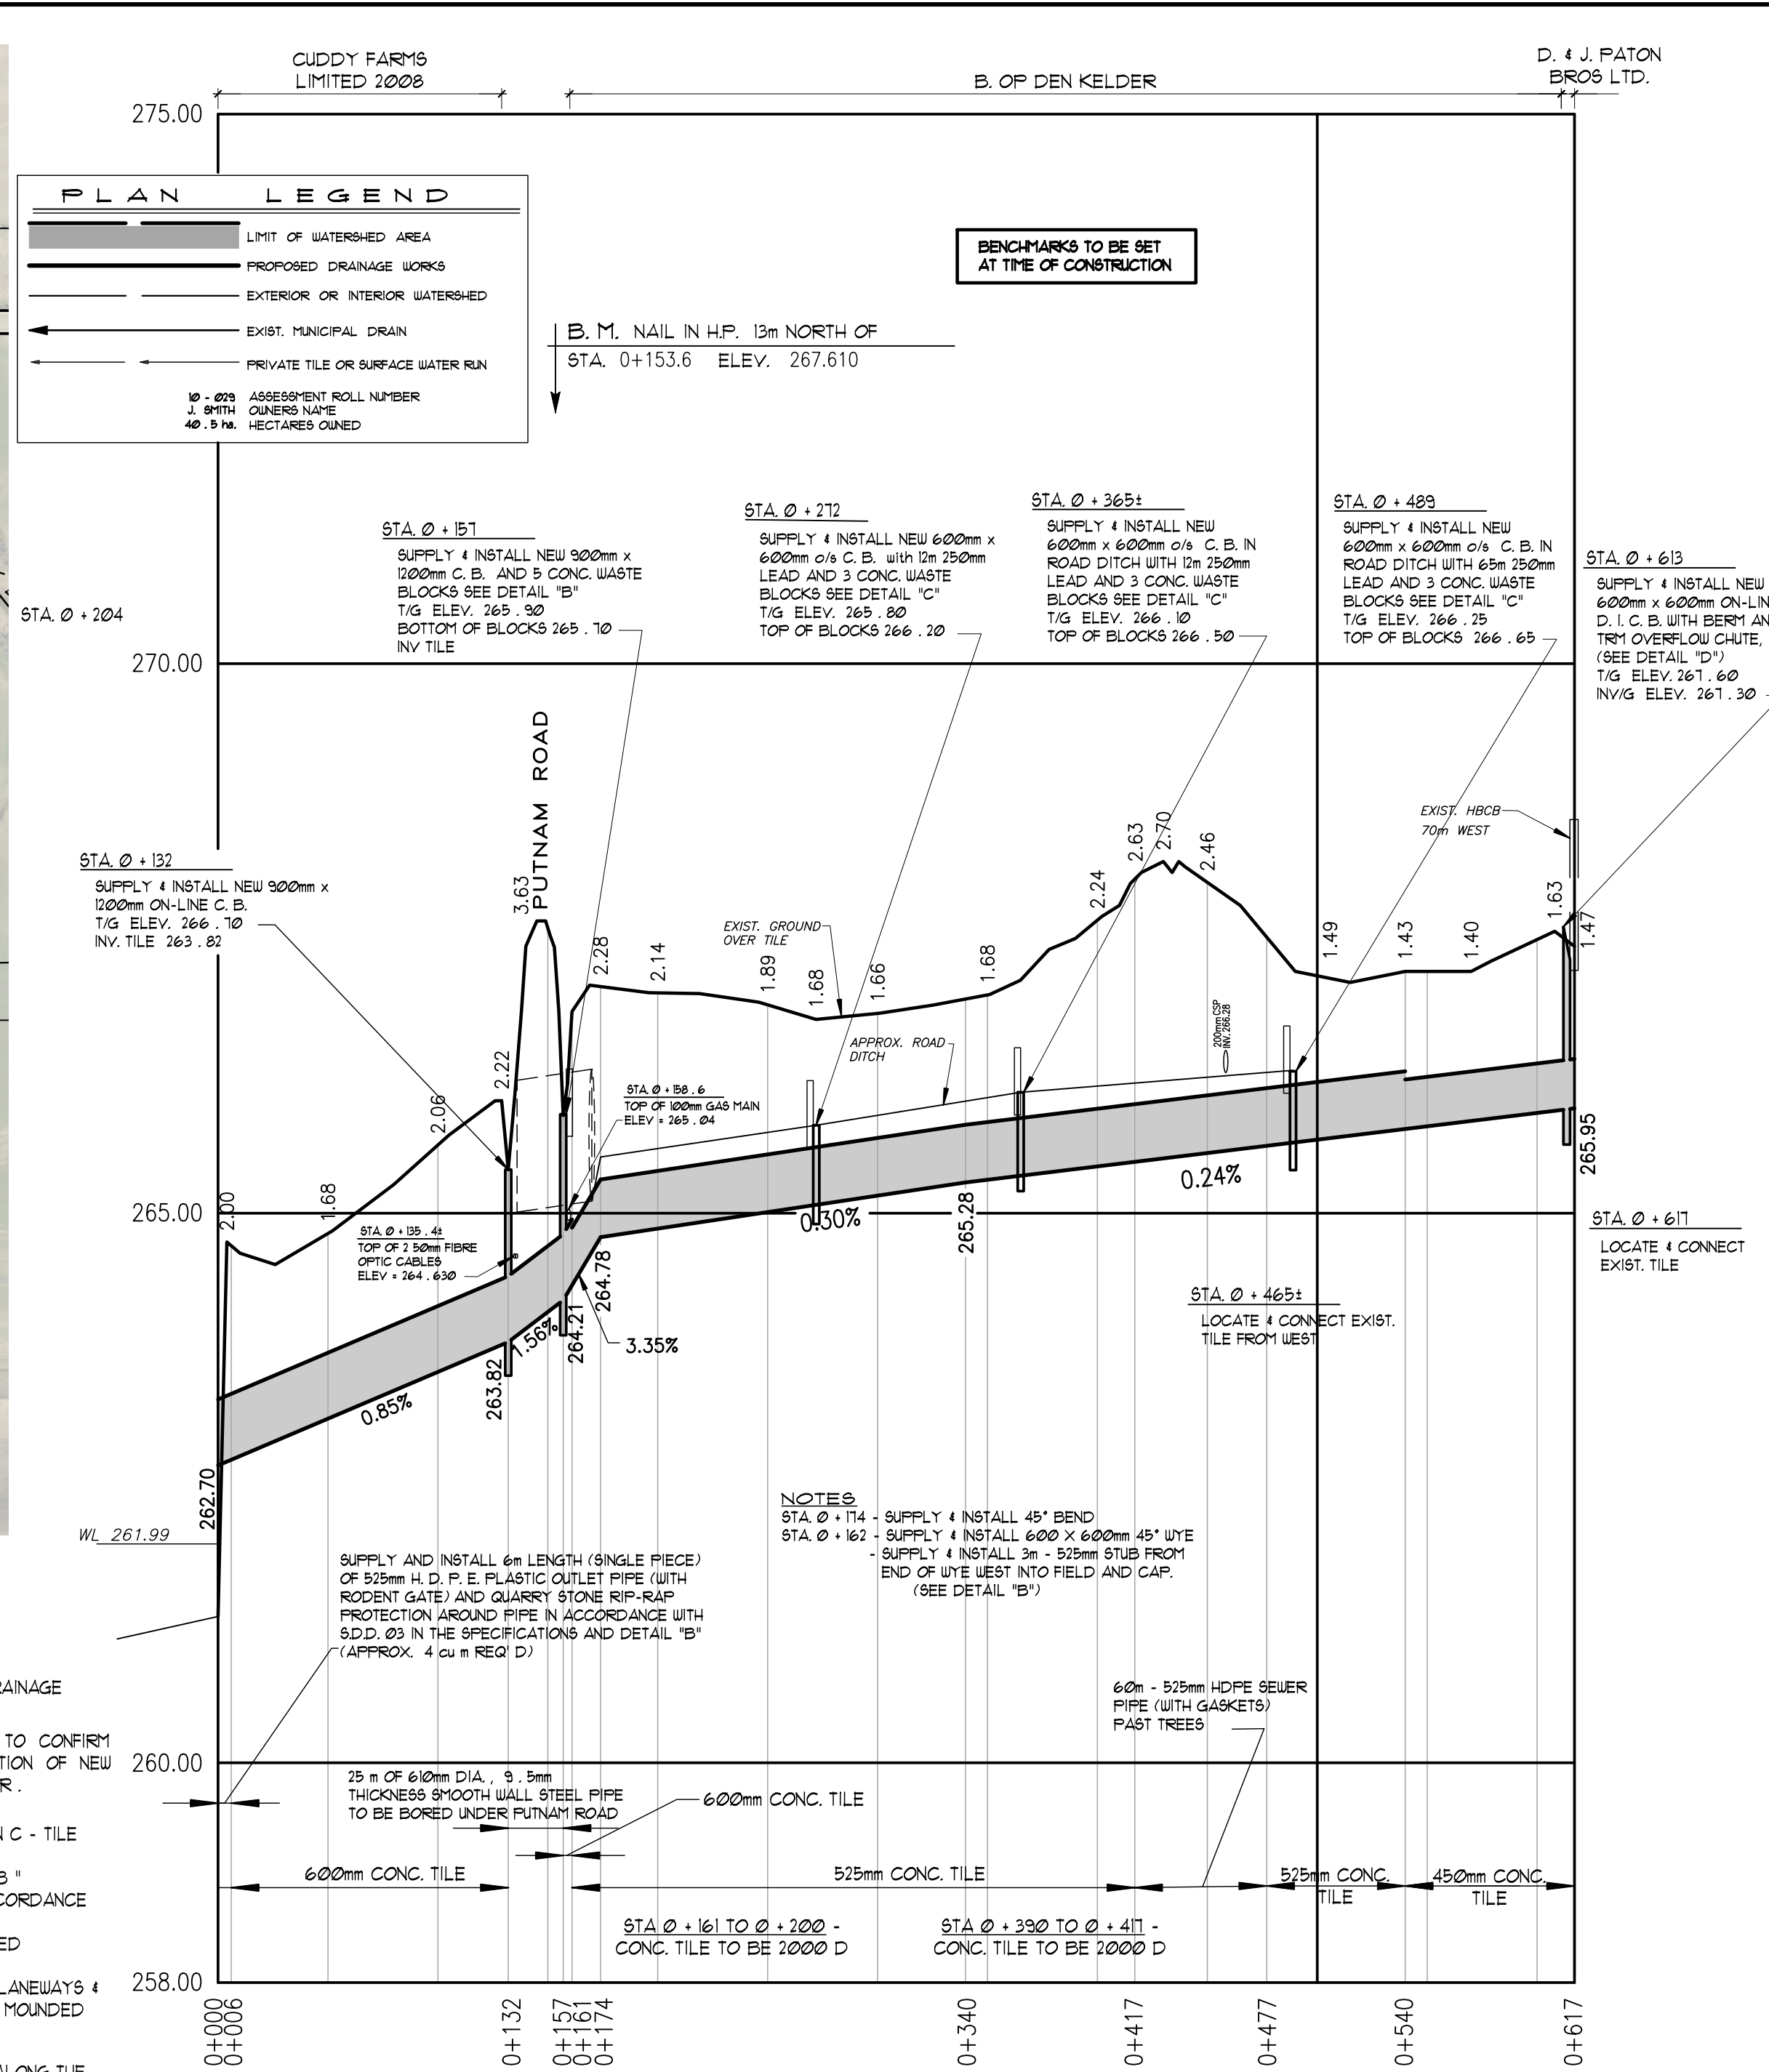 CUDDY FARMS
LIMITED 2008
B. OP DEN KELDER
D. & J. PATON
BROS LTD.
275.00
PLAN LEGEND
LIMIT OF WATERSHED AREA
PROPOSED DRAINAGE WORKS
EXTERIOR OR INTERIOR WATERSHED
EXIST. MUNICIPAL DRAIN
PRIVATE TILE OR SURFACE WATER RUN
10 - 029 ASSESSMENT ROLL NUMBER
J. SMITH OWNERS NAME
40.5 ha. HECTARES OWNED
BENCHMARKS TO BE SET
AT TIME OF CONSTRUCTION
B. M. NAIL IN H.P. 13m NORTH OF
STA. 0+153.6 ELEV. 267.610
STA. 0 + 204
STA. 0 + 157
SUPPLY & INSTALL NEW 900mm x
1200mm C. B. AND 5 CONC. WASTE
BLOCKS SEE DETAIL "B"
T/G ELEV. 265.90
BOTTOM OF BLOCKS 265.70
INV TILE
STA. 0 + 272
SUPPLY & INSTALL NEW 600mm x
600mm o/s C. B. with 12m 250mm
LEAD AND 3 CONC. WASTE
BLOCKS SEE DETAIL "C"
T/G ELEV. 265.80
TOP OF BLOCKS 266.20
STA. 0 + 365±
SUPPLY & INSTALL NEW
600mm x 600mm o/s C. B. IN
ROAD DITCH WITH 12m 250mm
LEAD AND 3 CONC. WASTE
BLOCKS SEE DETAIL "C"
T/G ELEV. 266.10
TOP OF BLOCKS 266.50
STA. 0 + 489
SUPPLY & INSTALL NEW
600mm x 600mm o/s C. B. IN
ROAD DITCH WITH 65m 250mm
LEAD AND 3 CONC. WASTE
BLOCKS SEE DETAIL "C"
T/G ELEV. 266.25
TOP OF BLOCKS 266.65
STA. 0 + 613
SUPPLY & INSTALL NEW
600mm x 600mm ON-LIN
D. I. C. B. WITH BERM AN
TRM OVERFLOW CHUTE,
(SEE DETAIL "D")
T/G ELEV. 267.60
INV/G ELEV. 267.30
270.00
PUTNAM ROAD
STA. 0 + 132
SUPPLY & INSTALL NEW 900mm x
1200mm ON-LINE C. B.
T/G ELEV. 266.70
INV. TILE 263.82
EXIST. GROUND
OVER TILE
APPROX. ROAD
DITCH
EXIST. HBCB
70m WEST
200mm CSP
INV. 266.28
2.00
1.68
2.06
2.22
3.63
2.28
2.14
1.89
1.68
1.66
1.68
2.24
2.63
2.70
2.46
1.49
1.43
1.40
1.63
1.47
STA. 0 + 158.6
TOP OF 100mm GAS MAIN
ELEV = 265.04
STA. 0 + 135.4±
TOP OF 2 50mm FIBRE
OPTIC CABLES
ELEV = 264.630
265.00
0.85%
1.56%
3.35%
0.30%
0.24%
262.70
263.82
264.21
264.78
265.28
265.95
STA. 0 + 617
LOCATE & CONNECT
EXIST. TILE
STA. 0 + 465±
LOCATE & CONNECT EXIST.
TILE FROM WEST
WL 261.99
NOTES
STA. 0 + 174 - SUPPLY & INSTALL 45° BEND
STA. 0 + 162 - SUPPLY & INSTALL 600 X 600mm 45° WYE
- SUPPLY & INSTALL 3m - 525mm STUB FROM
END OF WYE WEST INTO FIELD AND CAP.
(SEE DETAIL "B")
SUPPLY AND INSTALL 6m LENGTH (SINGLE PIECE)
OF 525mm H. D. P. E. PLASTIC OUTLET PIPE (WITH
RODENT GATE) AND QUARRY STONE RIP-RAP
PROTECTION AROUND PIPE IN ACCORDANCE WITH
S.D.D. 03 IN THE SPECIFICATIONS AND DETAIL "B"
(APPROX. 4 cu m REQ'D)
RAINAGE
TO CONFIRM
TION OF NEW
R.
N C - TILE
B"
CORDANCE
ED
LANEWAYS &
MOUNDED
ALONG THE
60m - 525mm HDPE SEWER
PIPE (WITH GASKETS)
PAST TREES
260.00
25 m OF 610mm DIA., 9.5mm
THICKNESS SMOOTH WALL STEEL PIPE
TO BE BORED UNDER PUTNAM ROAD
600mm CONC. TILE
600mm CONC. TILE
525mm CONC. TILE
525mm CONC.
TILE
450mm CONC.
TILE
STA 0 + 161 TO 0 + 200 -
CONC. TILE TO BE 2000 D
STA 0 + 390 TO 0 + 417 -
CONC. TILE TO BE 2000 D
258.00
0+000
0+006
0+132
0+157
0+161
0+174
0+340
0+417
0+477
0+540
0+617